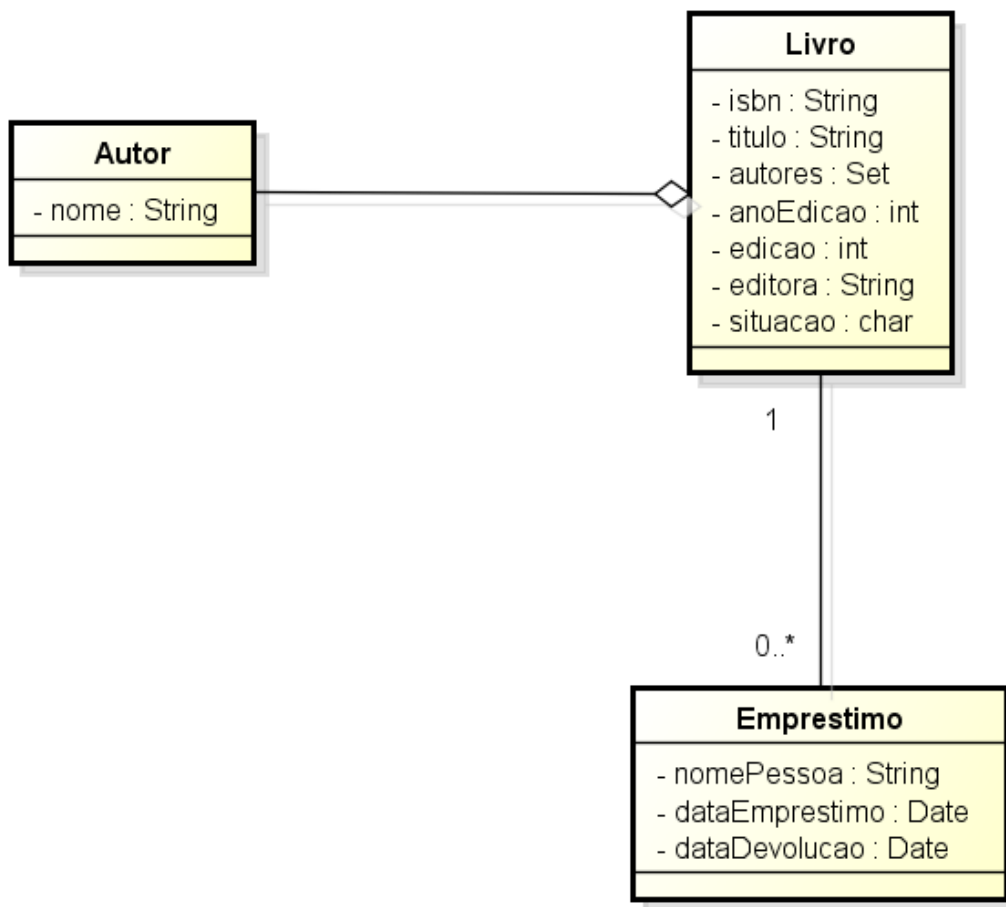 Livro
- isbn : String
- titulo : String
- autores : Set
- anoEdicao : int
- edicao : int
- editora : String
- situacao : char
Autor
- nome : String
1
0..*
Emprestimo
- nomePessoa : String
- dataEmprestimo : Date
- dataDevolucao : Date